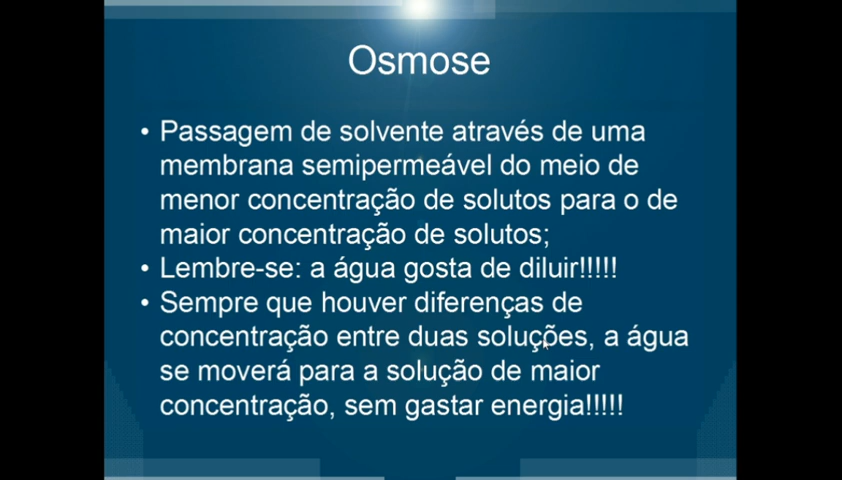 Osmose
• Passagem de solvente através de uma
membrana semipermeável do meio de
menor concentração de solutos para o de
maior concentração de solutos;
• Lembre-se: a água gosta de diluir!!!!!
• Sempre que houver diferenças de
concentração entre duas soluções, a água
se moverá para a solução de maior
concentração, sem gastar energia!!!!!